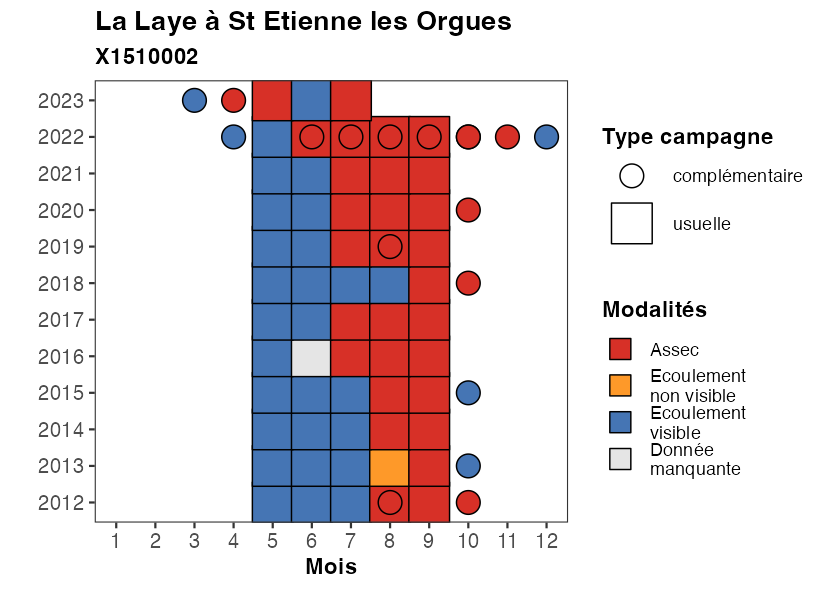 La Laye à St Etienne les Orgues
X1510002
2023
2022
2021
2020
2019
2018
2017
2016
2015
2014
2013
2012
1 2 3 4 5 6 7 8 9 10 11 12
Mois
Type campagne
complémentaire
usuelle
Modalités
Assec
Ecoulement
non visible
Ecoulement
visible
Donnée
manquante